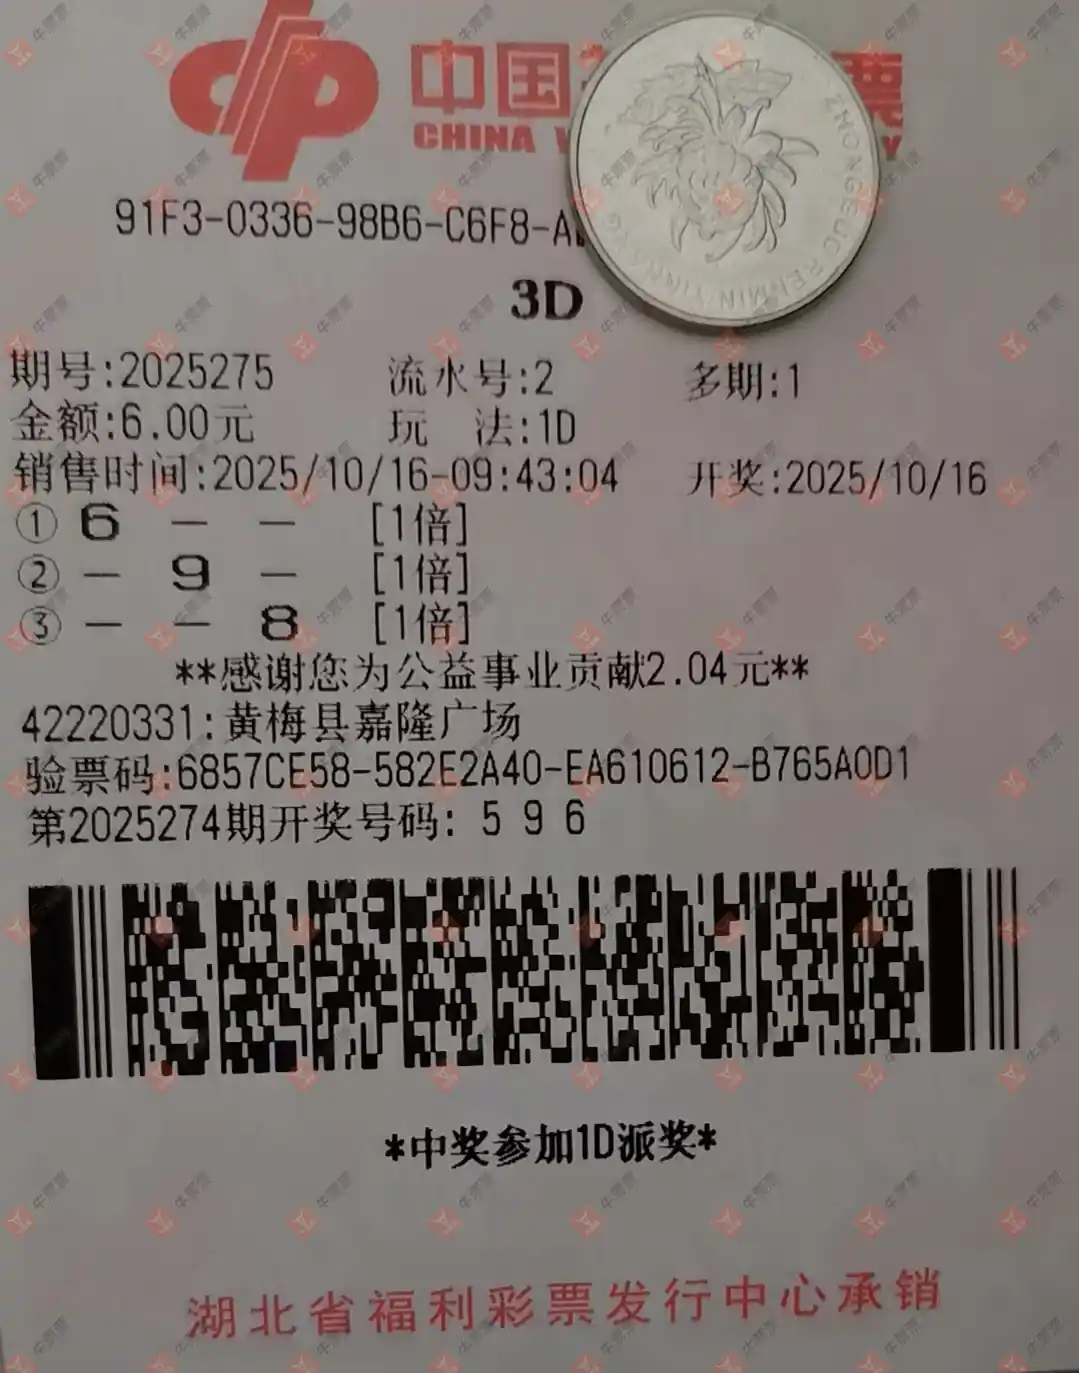 中国 票
CHINA
91F3-0336-98B6-C6F8-A
3D
期号:2025275 流水号:2 多期:1
金额:6.00元 玩 法:1D
销售时间:2025/10/16-09:43:04 开奖:2025/10/16
① 6 - - [1倍]
② - 9 - [1倍]
③ - - 8 [1倍]
**感谢您为公益事业贡献2.04元**
42220331:黄梅县嘉隆广场
验票码:6857CE58-582E2A40-EA610612-B765A0D1
第2025274期开奖号码: 5 9 6
*中奖参加1D派奖*
湖北省福利彩票发行中心承销